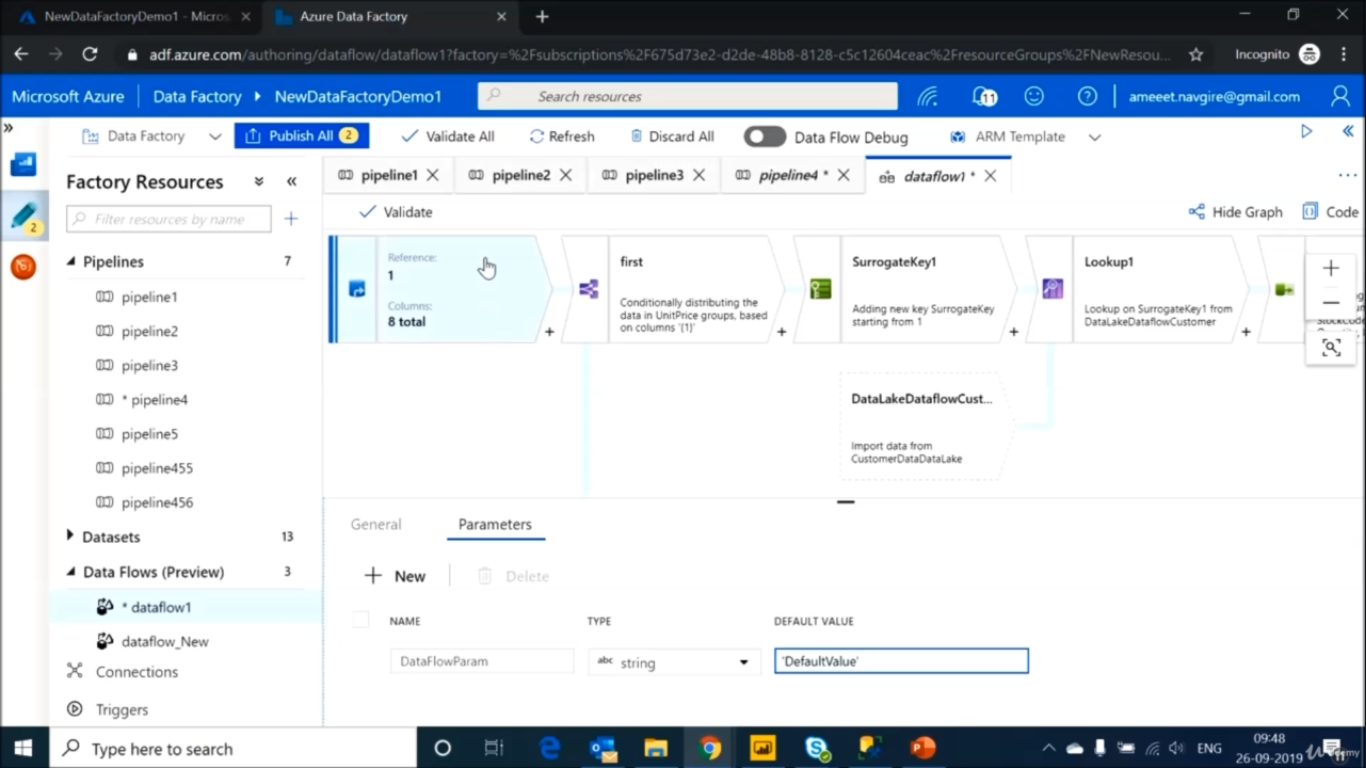 NewDataFactoryDemo1 - Micros
Azure Data Factory
adf.azure.com/authoring/dataflow/dataflow1?factory=%2Fsubscriptions%2F675d73e2-d2de-48b8-8128-c5c12604ceac%2FresourceGroups%2FNewResou...
Incognito
Microsoft Azure
Data Factory
NewDataFactoryDemo1
Search resources
11
ameeet.navgire@gmail.com
Data Factory
Publish All 2
Validate All
Refresh
Discard All
Data Flow Debug
ARM Template
Factory Resources
pipeline1
pipeline2
pipeline3
pipeline4 *
dataflow1 *
Filter resources by name
2
Validate
Hide Graph
Code
Pipelines 7
pipeline1
pipeline2
pipeline3
* pipeline4
pipeline5
pipeline455
pipeline456
Datasets 13
Data Flows (Preview) 3
* dataflow1
dataflow_New
Connections
Triggers
Reference:
1
Columns:
8 total
first
Conditionally distributing the
data in UnitPrice groups, based
on columns '{1}'
SurrogateKey1
Adding new key SurrogateKey
starting from 1
Lookup1
Lookup on SurrogateKey1 from
DataLakeDataflowCustomer
StockCode
DataLakeDataflowCust...
Import data from
CustomerDataDataLake
General
Parameters
New
Delete
NAME
TYPE
DEFAULT VALUE
DataFlowParam
abc string
'DefaultValue'
Type here to search
ENG
09:48
26-09-2019
11